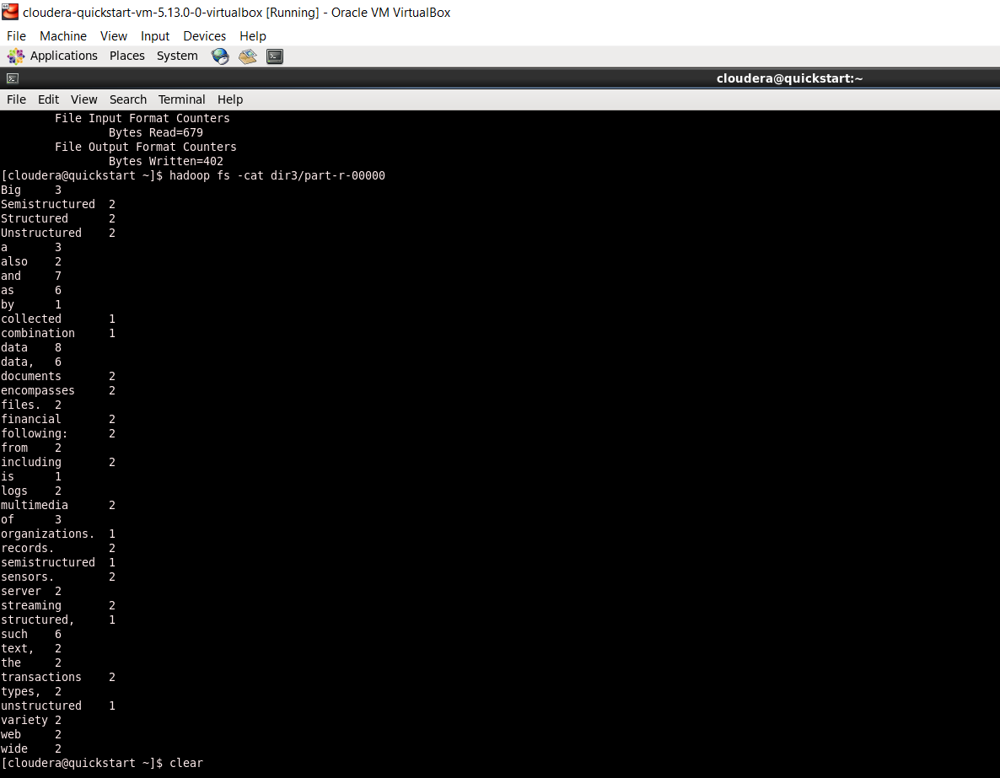 cloudera-quickstart-vm-5.13.0-0-virtualbox [Running] - Oracle VM VirtualBox
File Machine View Input Devices Help
Applications Places System
cloudera@quickstart:~
File Edit View Search Terminal Help
File Input Format Counters
Bytes Read=679
File Output Format Counters
Bytes Written=402
[cloudera@quickstart ~]$ hadoop fs -cat dir3/part-r-00000
Big 3
Semistructured 2
Structured 2
Unstructured 2
a 3
also 2
and 7
as 6
by 1
collected 1
combination 1
data 8
data, 6
documents 2
encompasses 2
files. 2
financial 2
following: 2
from 2
including 2
is 1
logs 2
multimedia 2
of 3
organizations. 1
records. 2
semistructured 1
sensors. 2
server 2
streaming 2
structured, 1
such 6
text, 2
the 2
transactions 2
types, 2
unstructured 1
variety 2
web 2
wide 2
[cloudera@quickstart ~]$ clear